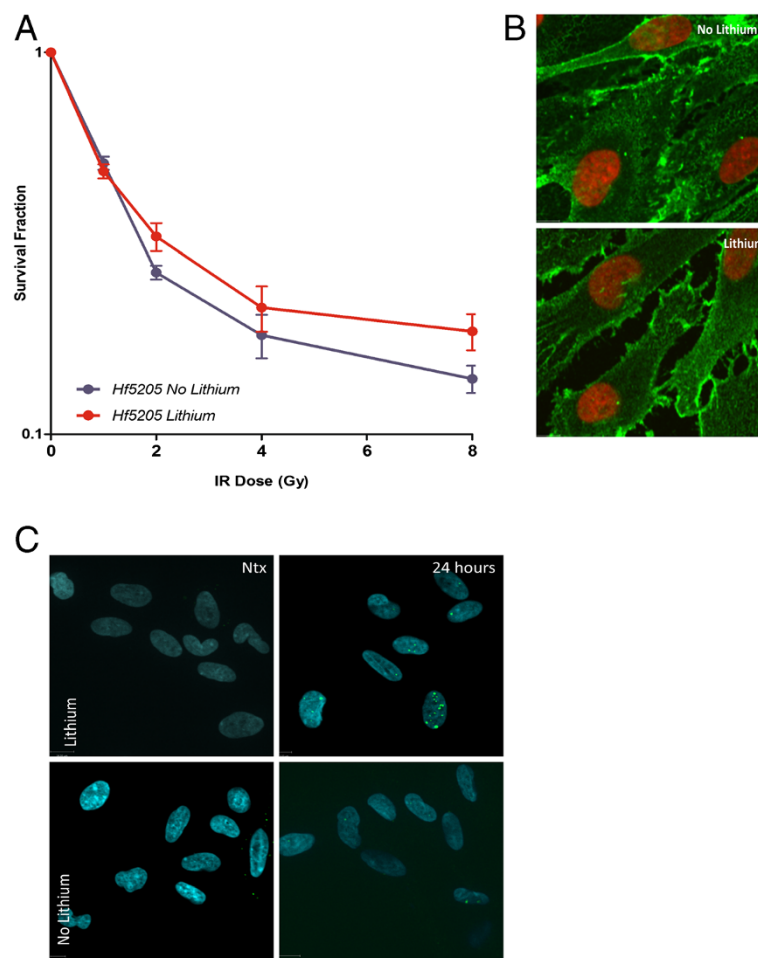 A
1
Survival Fraction
0.1
Hf5205 No Lithium
Hf5205 Lithium
0
2
4
6
8
IR Dose (Gy)
B
No Lithium
Lithium
C
Ntx
24 hours
Lithium
No Lithium